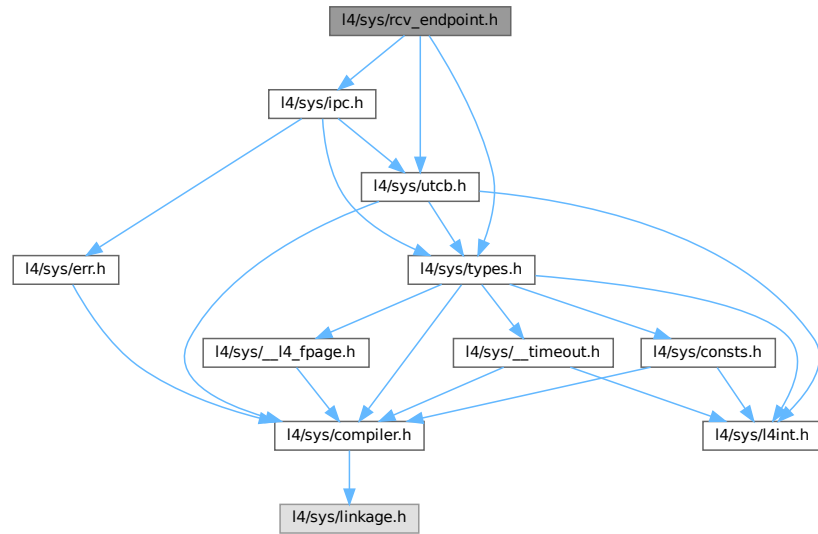 l4/sys/rcv_endpoint.h
l4/sys/ipc.h
l4/sys/utcb.h
l4/sys/err.h
l4/sys/types.h
l4/sys/__l4_fpage.h
l4/sys/__timeout.h
l4/sys/consts.h
l4/sys/compiler.h
l4/sys/l4int.h
l4/sys/linkage.h